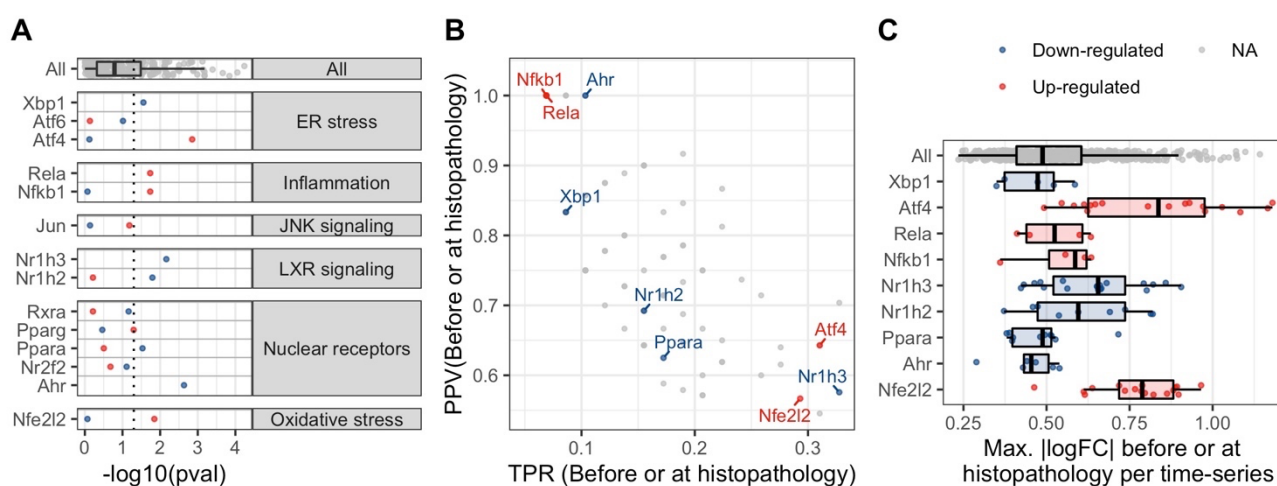 A
All
All
Xbp1
Atf6
Atf4
ER stress
Rela
Nfkb1
Inflammation
Jun
JNK signaling
Nr1h3
Nr1h2
LXR signaling
Rxra
Pparg
Ppara
Nr2f2
Ahr
Nuclear receptors
Nfe2l2
Oxidative stress
0 1 2 3 4
-log10(pval)
B
PPV(Before or at histopathology)
1.0
0.9
0.8
0.7
0.6
Nfkb1
Ahr
Rela
Xbp1
Nr1h2
Ppara
Atf4
Nr1h3
Nfe2l2
0.1 0.2 0.3
TPR (Before or at histopathology)
C
Down-regulated
NA
Up-regulated
All
Xbp1
Atf4
Rela
Nfkb1
Nr1h3
Nr1h2
Ppara
Ahr
Nfe2l2
0.25 0.50 0.75 1.00
Max. |logFC| before or at
histopathology per time-series